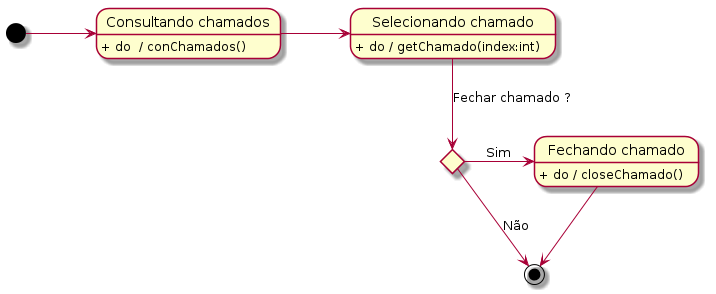 Consultando chamados
+ do  / conChamados()
Selecionando chamado
+ do / getChamado(index:int)
Fechar chamado ?
Sim
Fechando chamado
+ do / closeChamado()
Não